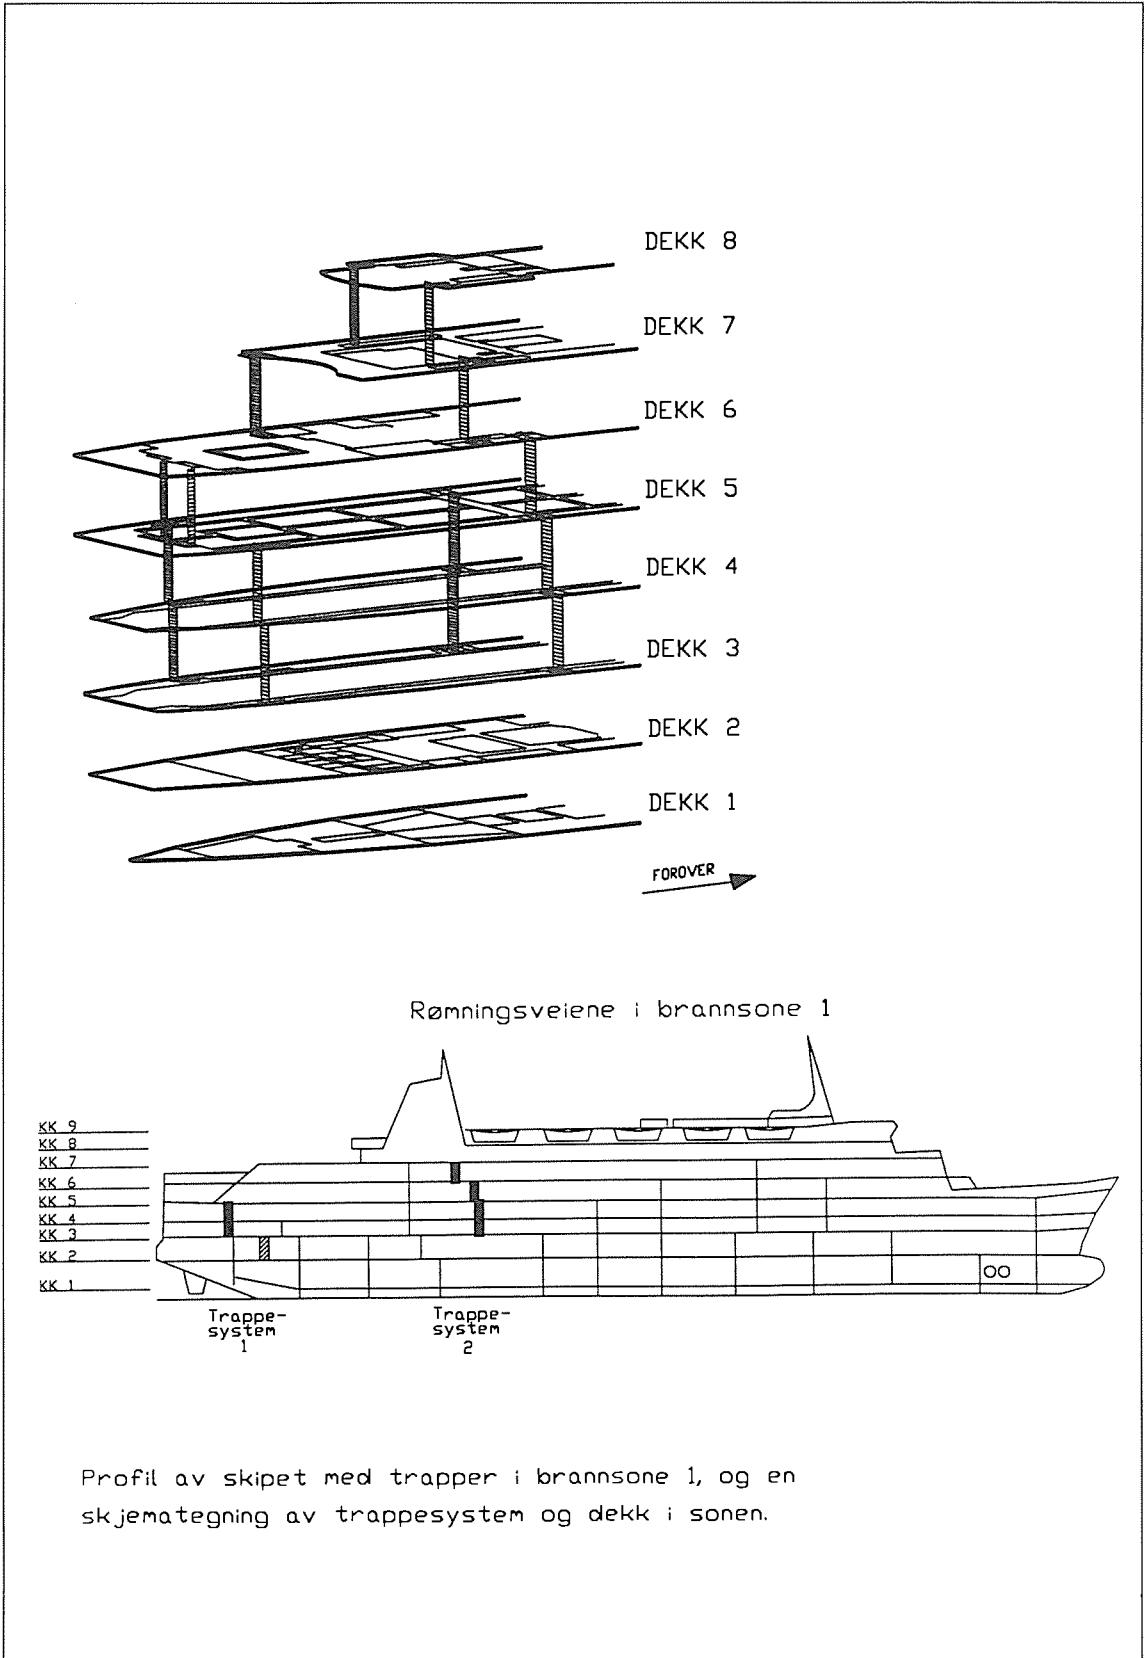 DEKK 8
DEKK 7
DEKK 6
DEKK 5
DEKK 4
DEKK 3
DEKK 2
DEKK 1
FOROVER
Rømningsveiene i brannsone 1
KK 9
KK 8
KK 7
KK 6
KK 5
KK 4
KK 3
KK 2
KK 1
Trappe-
system
1
Trappe-
system
2
Profil av skipet med trapper i brannsone 1, og en
skjemategning av trappesystem og dekk i sonen.